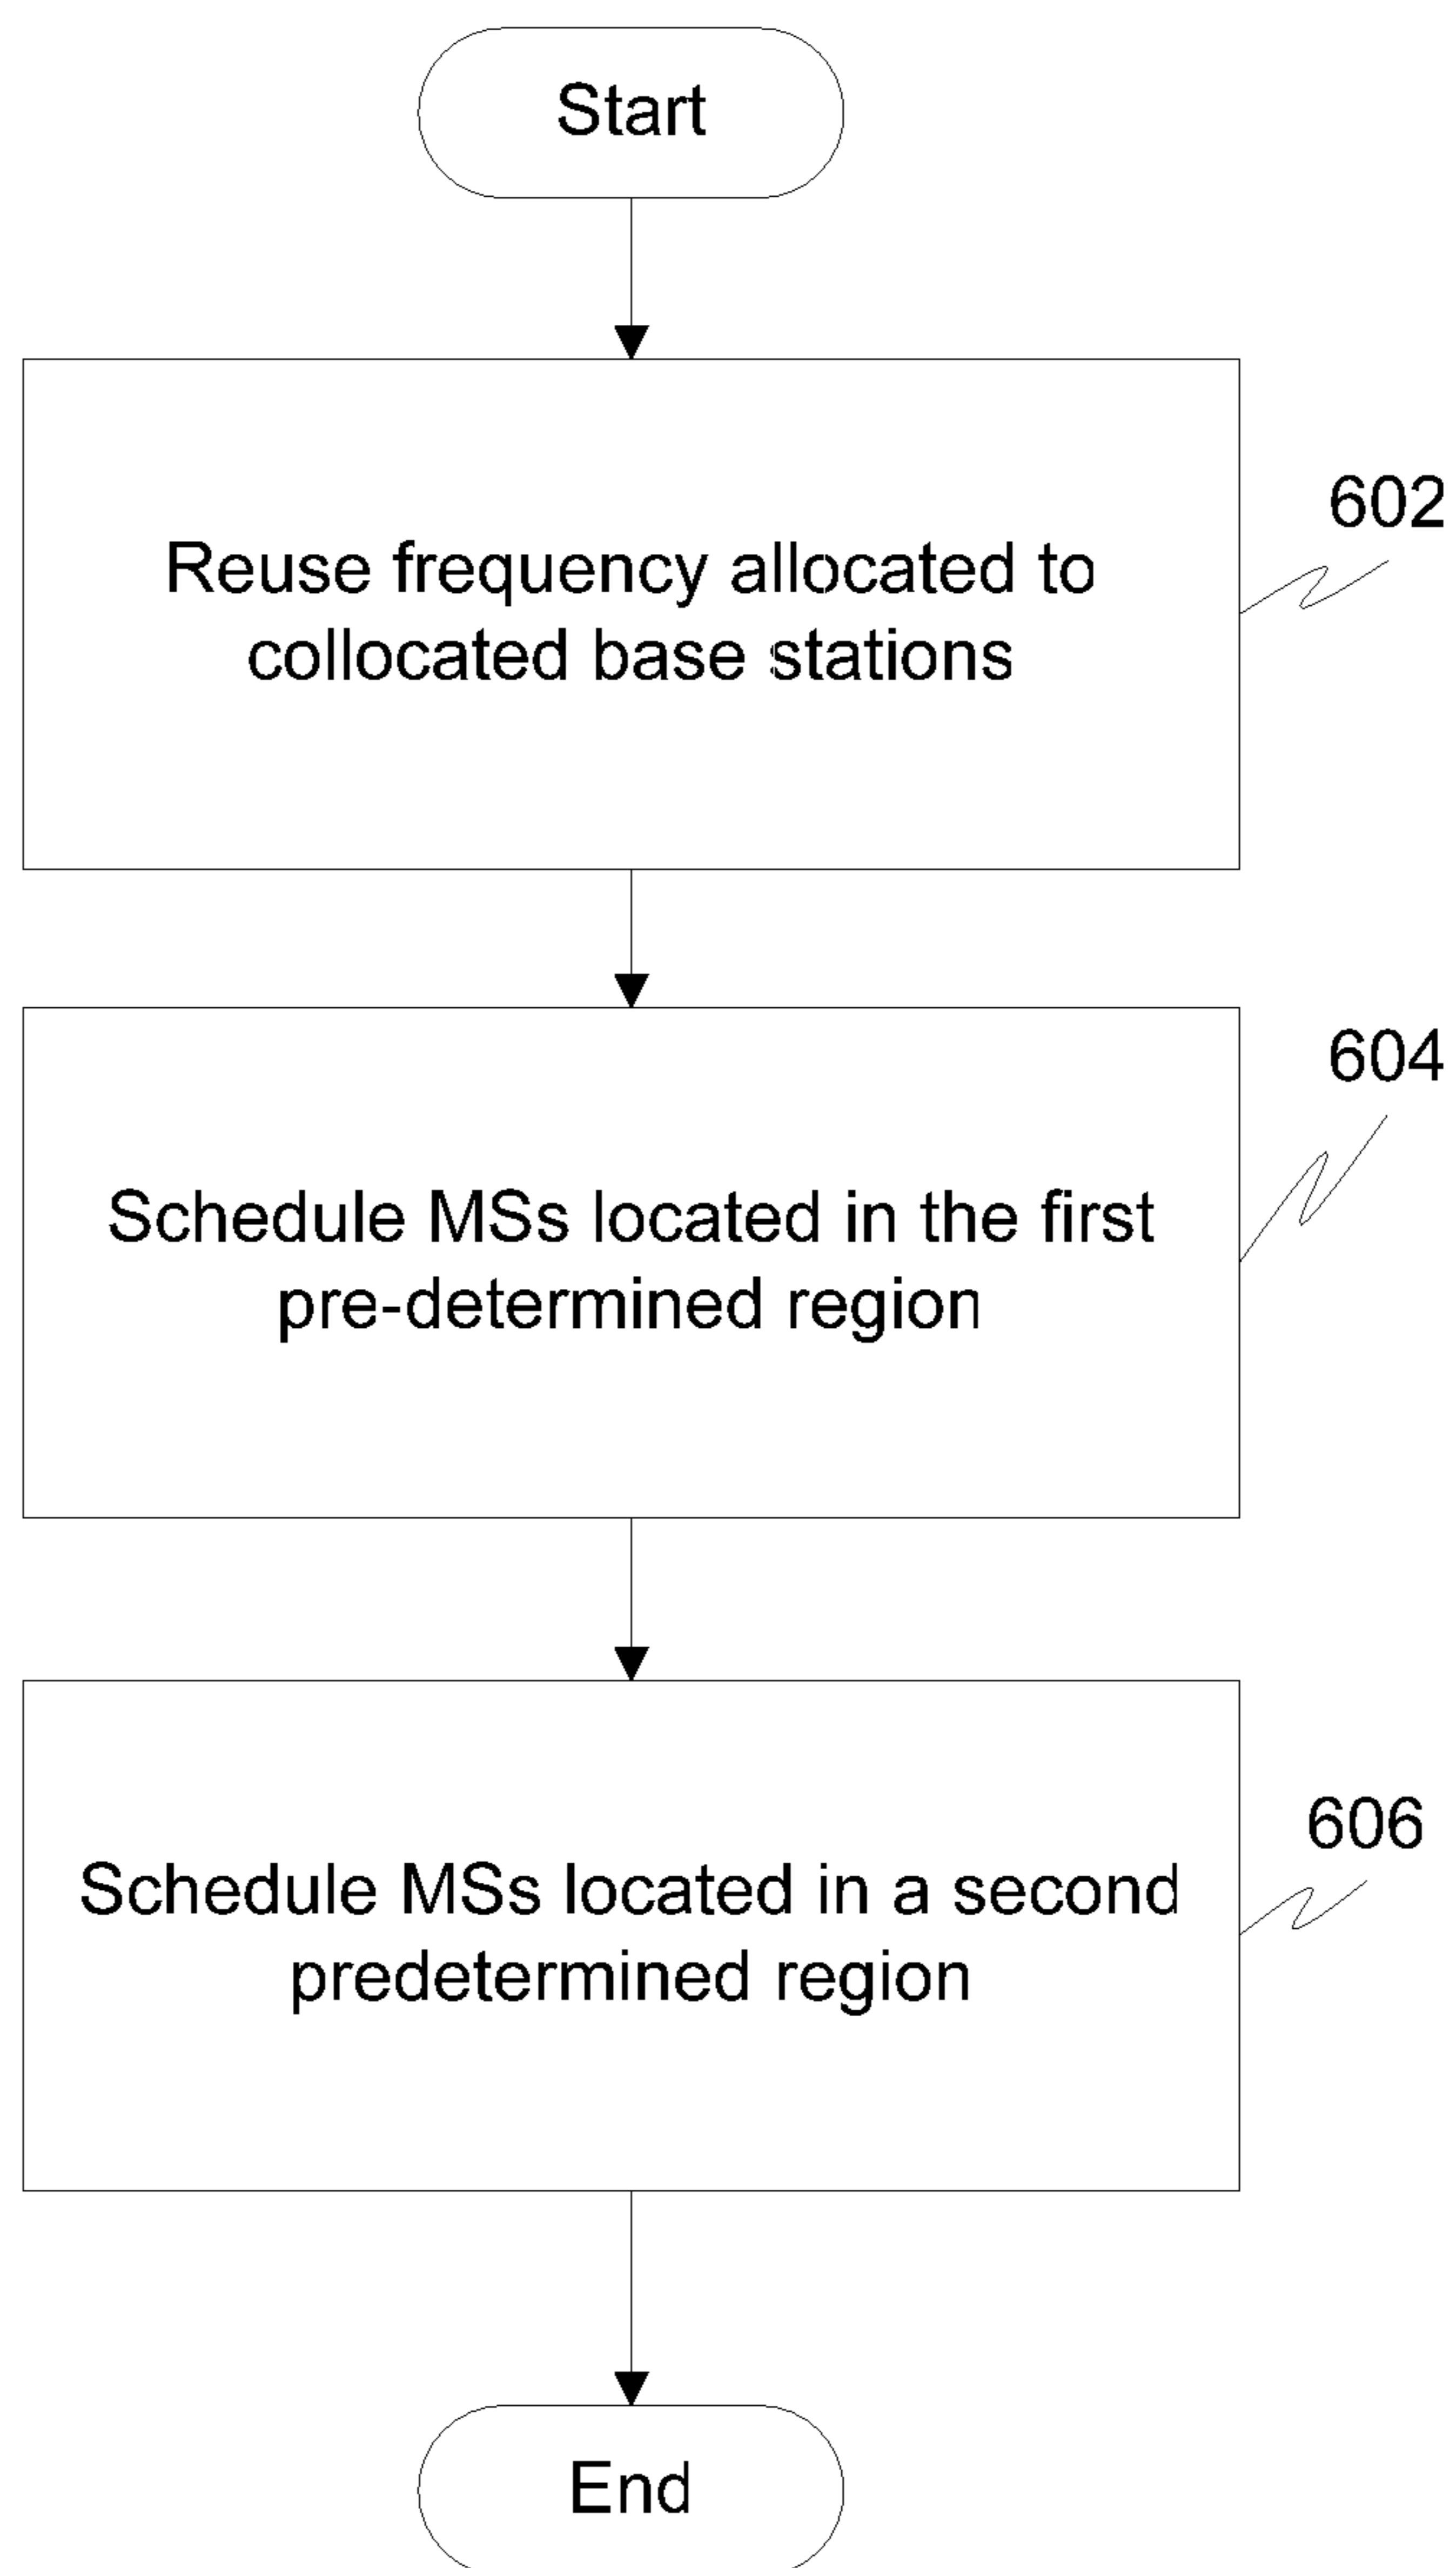 Start
Reuse frequency allocated to
collocated base stations
602
Schedule MSs located in the first
pre-determined region
604
Schedule MSs located in a second
predetermined region
606
End